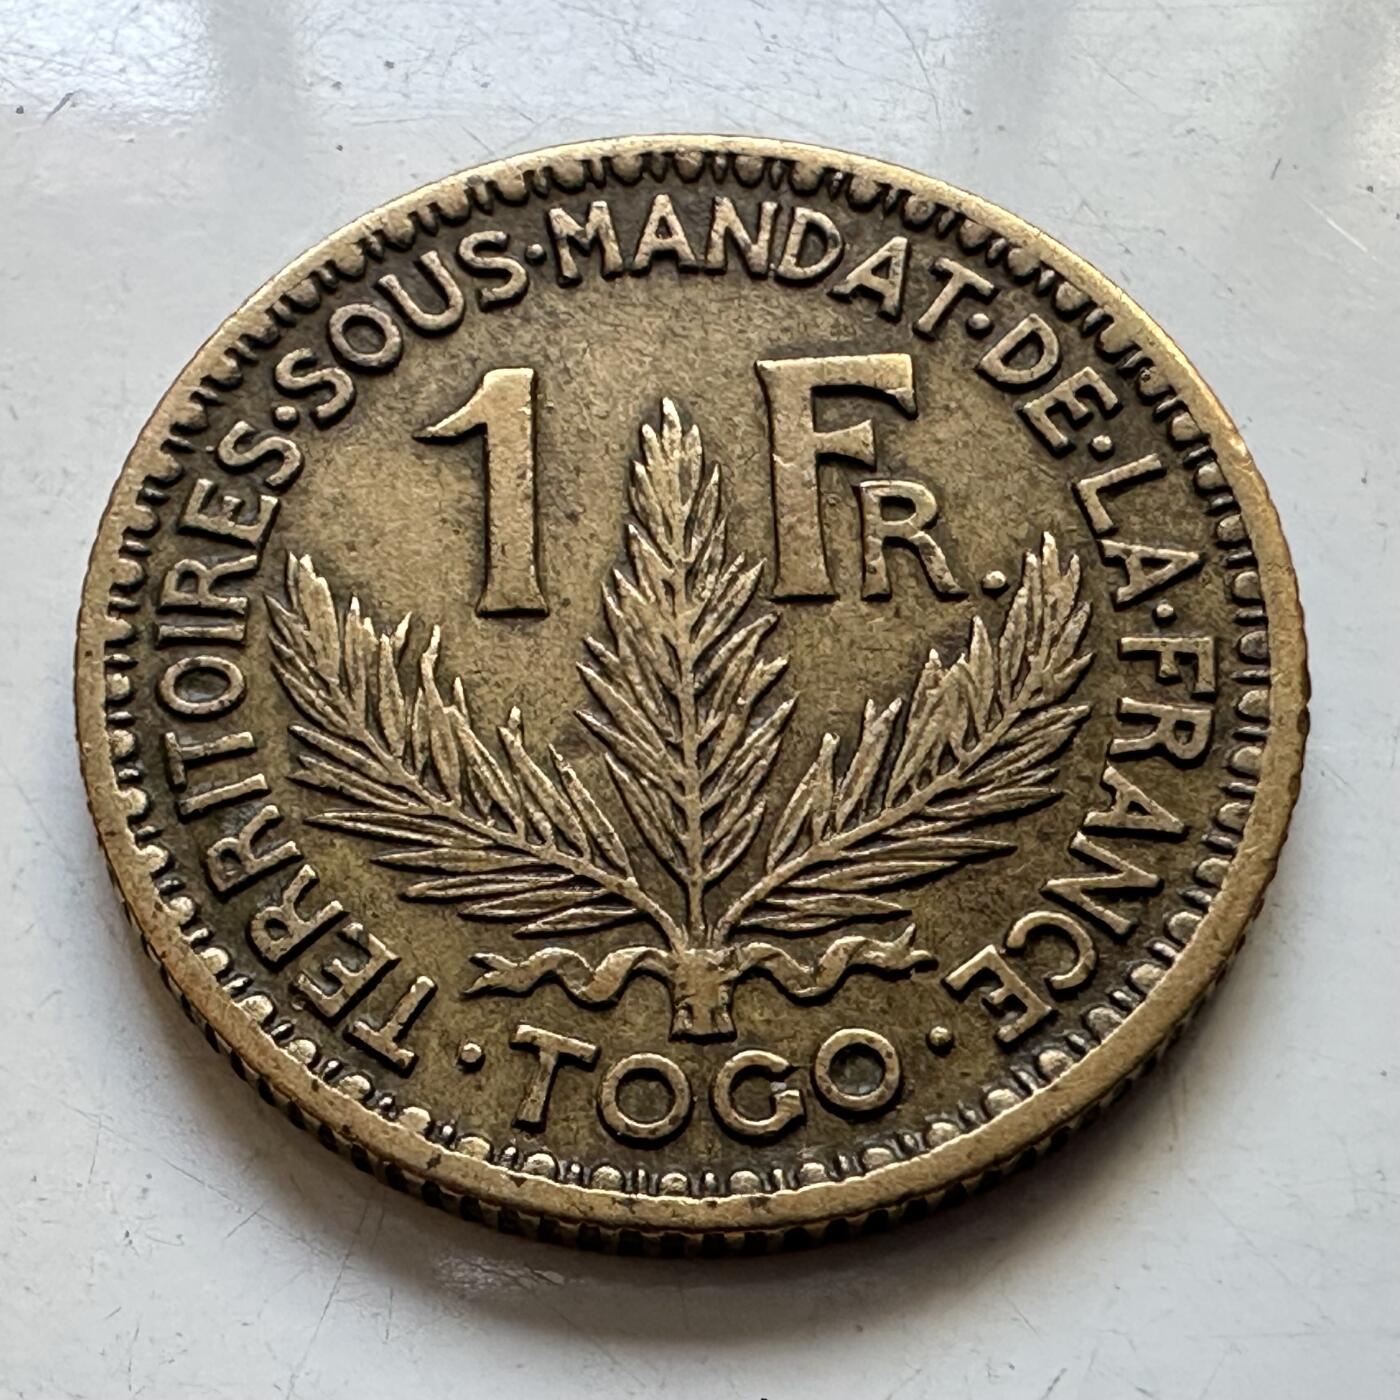 TERRITOIRES·SOUS·MANDAT·DE·LA·FRANCE
1 FR.
·TOGO·